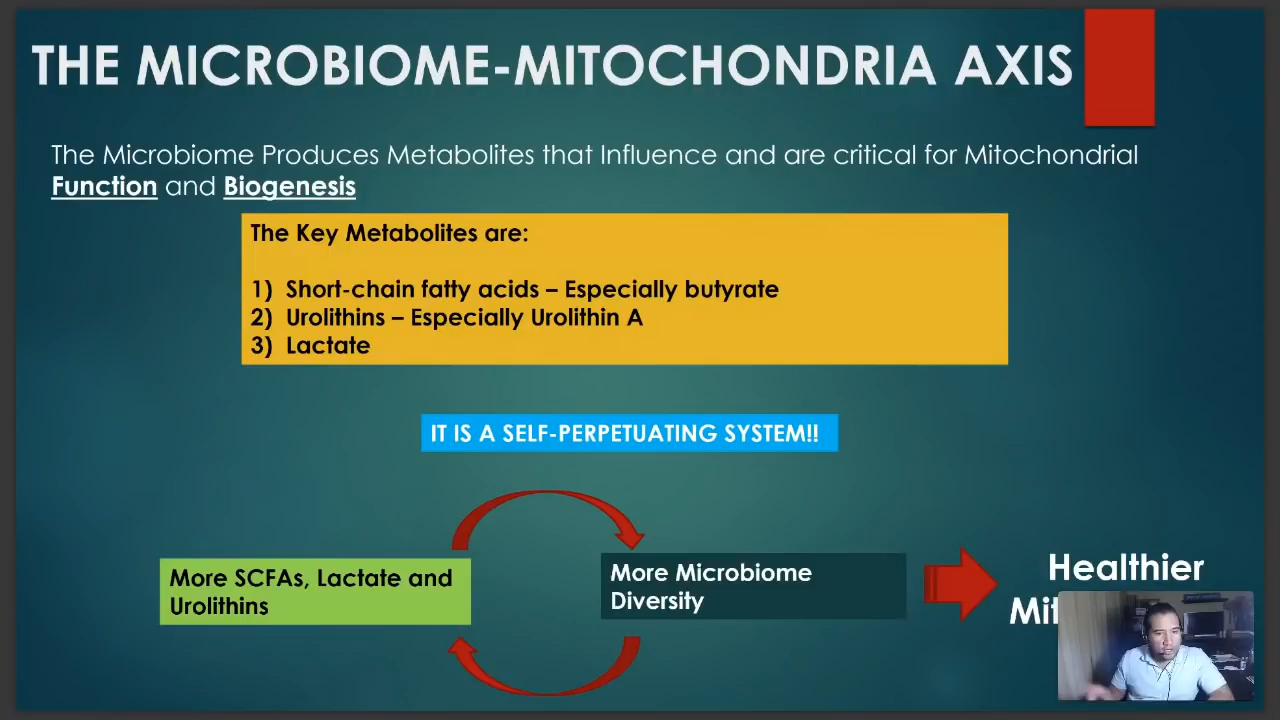 THE MICROBIOME-MITOCHONDRIA AXIS
The Microbiome Produces Metabolites that Influence and are critical for Mitochondrial
Function and Biogenesis
The Key Metabolites are:
1) Short-chain fatty acids – Especially butyrate
2) Urolithins – Especially Urolithin A
3) Lactate
IT IS A SELF-PERPETUATING SYSTEM!!
More SCFAs, Lactate and
Urolithins
More Microbiome
Diversity
Healthier